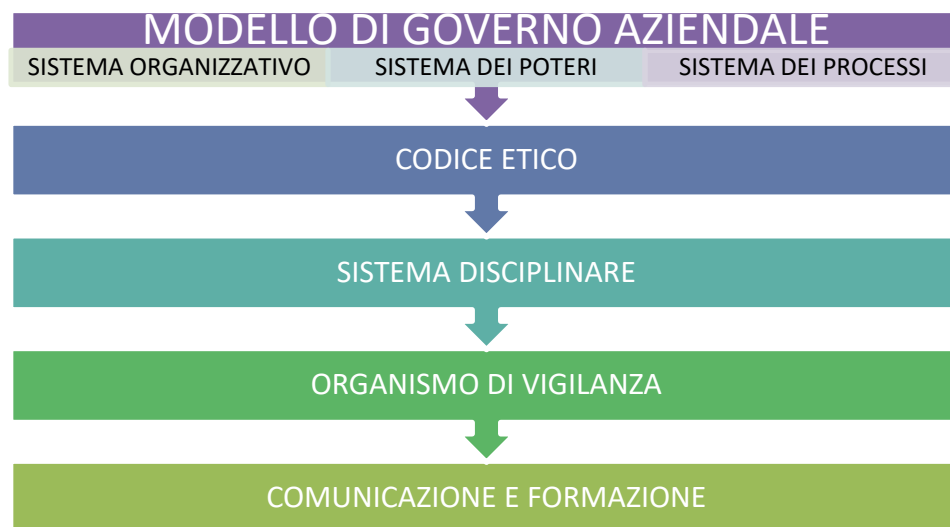 MODELLO DI GOVERNO AZIENDALE
SISTEMA ORGANIZZATIVO SISTEMA DEI POTERI SISTEMA DEI PROCESSI
CODICE ETICO
SISTEMA DISCIPLINARE
ORGANISMO DI VIGILANZA
COMUNICAZIONE E FORMAZIONE